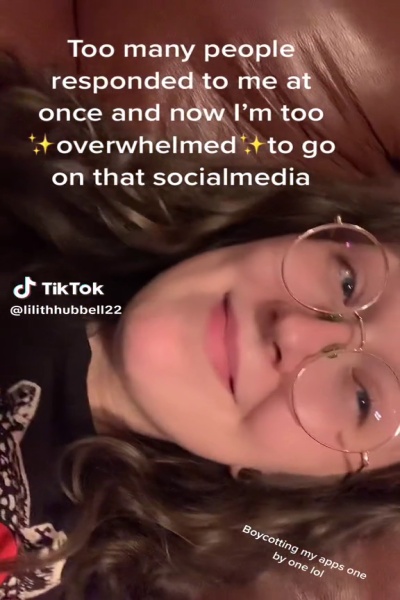 Too many people
responded to me at
once and now I'm too
✨overwhelmed✨to go
on that socialmedia
TikTok
@lilithhubbell22
Boycotting my apps one
by one lol